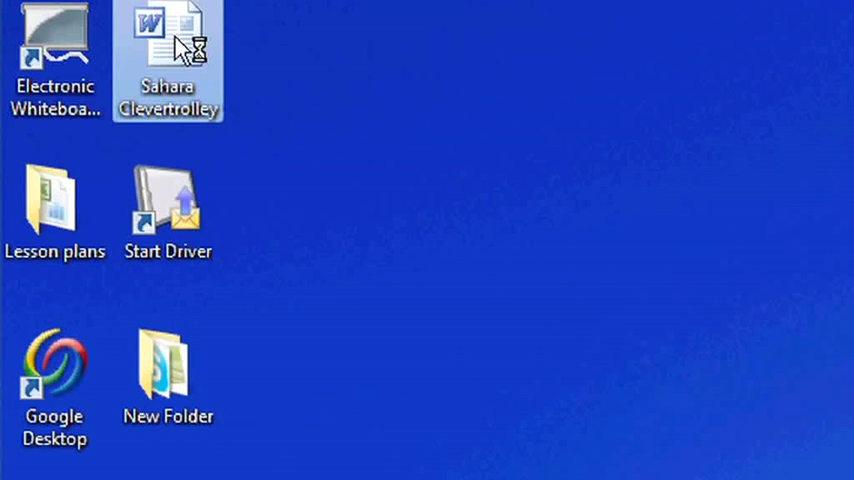 Electronic
Whiteboa...
Sahara
Clevertrolley
Lesson plans
Start Driver
Google
Desktop
New Folder